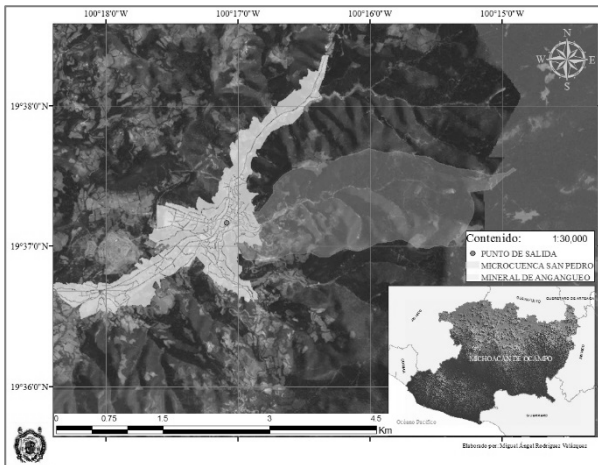 100°18'0"W 100°17'0"W 100°16'0"W 100°15'0"W
N
W E
S
19°38'0"N
19°37'0"N
19°36'0"N
Contenido: 1:30,000
PUNTO DE SALIDA
MICROCUENCA SAN PEDRO
MINERAL DE ANGANGUEO
GUANAJUATO
MICHOACÁN DE OCAMPO
GUERRERO
Océano Pacífico
0 0.75 1.5 3 4.5
Km
Elaborado por: Miguel Ángel Rodríguez Velázquez